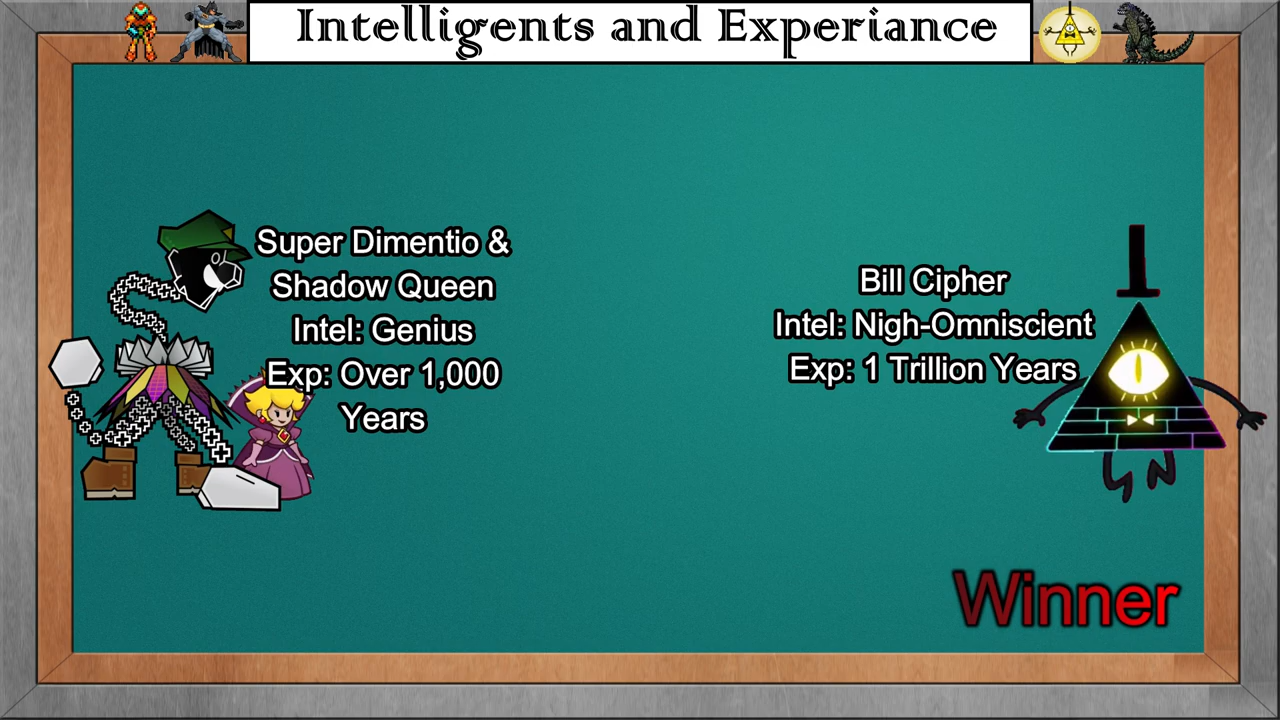 Intelligents and Experiance
Super Dimentio &
Shadow Queen
Intel: Genius
Exp: Over 1,000
Years
Bill Cipher
Intel: Nigh-Omniscient
Exp: 1 Trillion Years
Winner